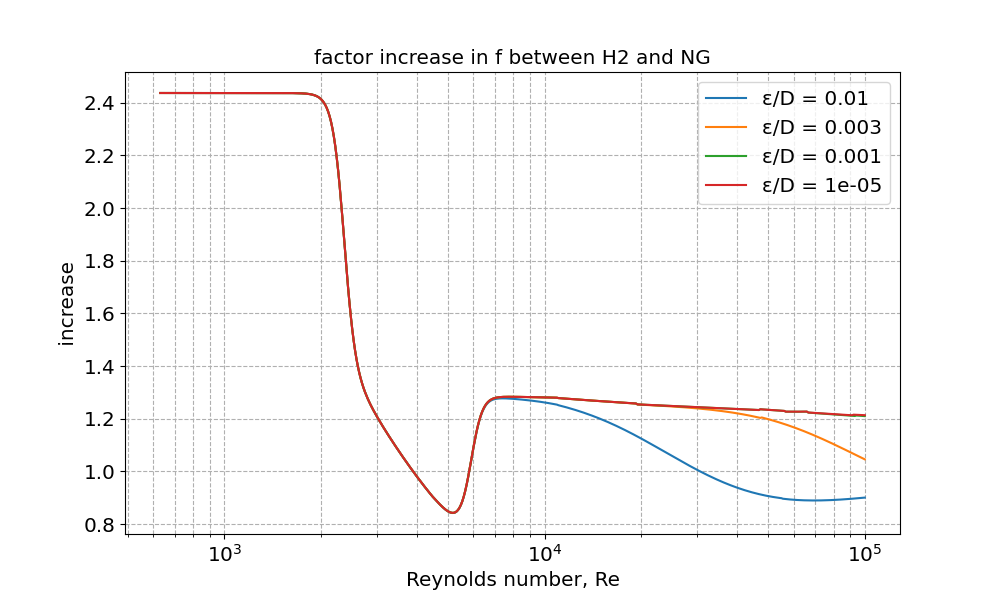 factor increase in f between H2 and NG
ε/D = 0.01
ε/D = 0.003
ε/D = 0.001
ε/D = 1e-05
2.4
2.2
2.0
1.8
1.6
1.4
1.2
1.0
0.8
increase
10³
10⁴
10⁵
Reynolds number, Re